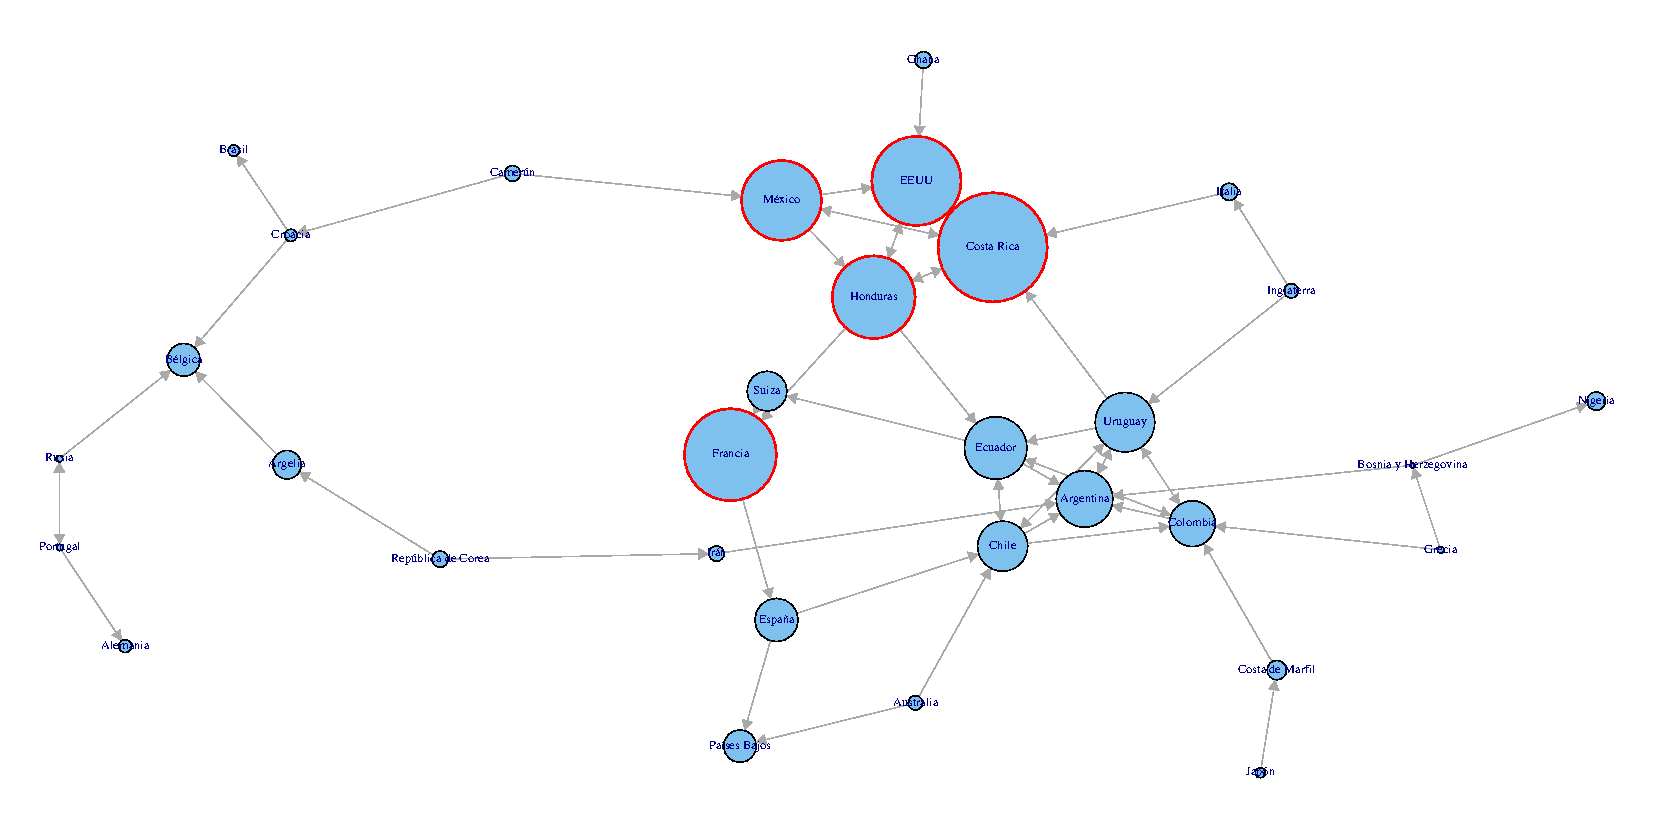 Ghana
Brasil
Camerún
EEUU
Italia
México
Croacia
Costa Rica
Inglaterra
Honduras
Bélgica
Suiza
Nigeria
Uruguay
Ecuador
Francia
Rusia
Argelia
Bosnia y Herzegovina
Argentina
Colombia
Portugal
Chile
Grecia
República de Corea
Irán
España
Alemania
Costa de Marfil
Australia
Países Bajos
Japón